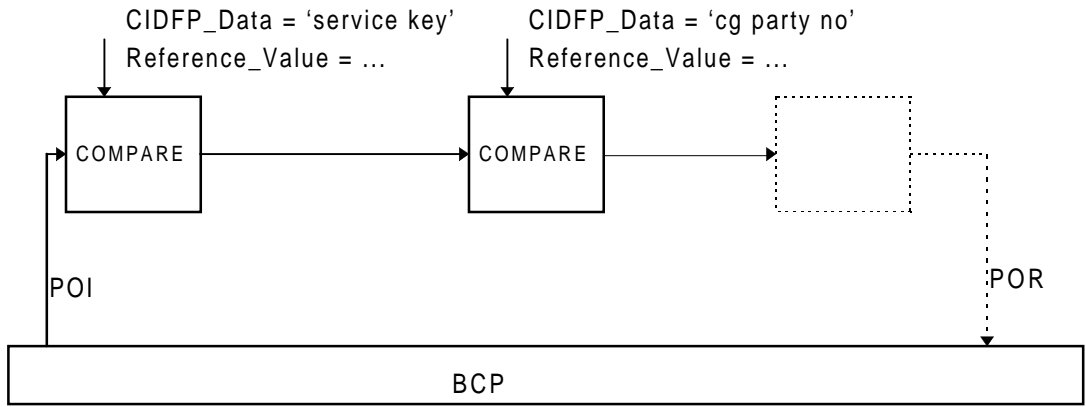 CIDFP_Data = ‘service key’
Reference_Value = ...
CIDFP_Data = ‘cg party no’
Reference_Value = ...
COMPARE
COMPARE
POI
POR
BCP